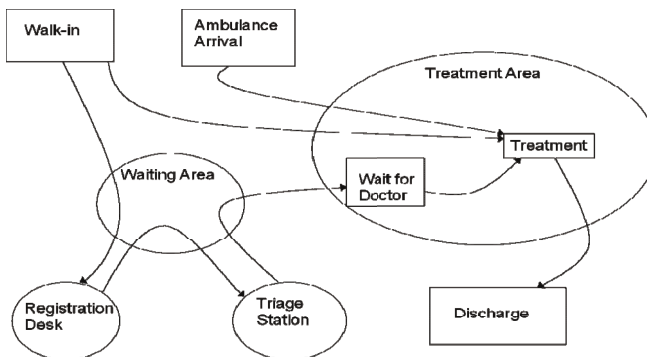 Walk-in
Ambulance
Arrival
Treatment Area
Treatment
Waiting Area
Wait for
Doctor
Registration
Desk
Triage
Station
Discharge